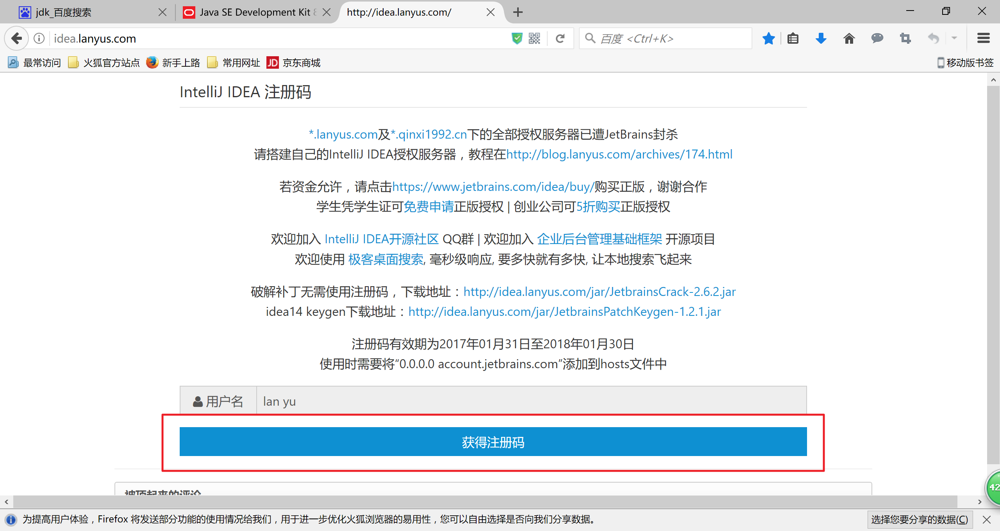 jdk_百度搜索
Java SE Development Kit 8
http://idea.lanyus.com/
idea.lanyus.com
百度 <Ctrl+K>
最常访问
火狐官方站点
新手上路
常用网址
JD
京东商城
移动版书签
IntelliJ IDEA 注册码
*.lanyus.com及*.qinxi1992.cn下的全部授权服务器已遭JetBrains封杀
请搭建自己的IntelliJ IDEA授权服务器，教程在http://blog.lanyus.com/archives/174.html
若资金允许，请点击https://www.jetbrains.com/idea/buy/购买正版，谢谢合作
学生凭学生证可免费申请正版授权 | 创业公司可5折购买正版授权
欢迎加入 IntelliJ IDEA开源社区 QQ群 | 欢迎加入 企业后台管理基础框架 开源项目
欢迎使用 极客桌面搜索, 毫秒级响应, 要多快就有多快, 让本地搜索飞起来
破解补丁无需使用注册码，下载地址：http://idea.lanyus.com/jar/JetbrainsCrack-2.6.2.jar
idea14 keygen下载地址：http://idea.lanyus.com/jar/JetbrainsPatchKeygen-1.2.1.jar
注册码有效期为2017年01月31日至2018年01月30日
使用时需要将“0.0.0.0 account.jetbrains.com”添加到hosts文件中
用户名
lan yu
获得注册码
被顶起来的评论
42
为提高用户体验，Firefox 将发送部分功能的使用情况给我们，用于进一步优化火狐浏览器的易用性，您可以自由选择是否向我们分享数据。
选择您要分享的数据(C)